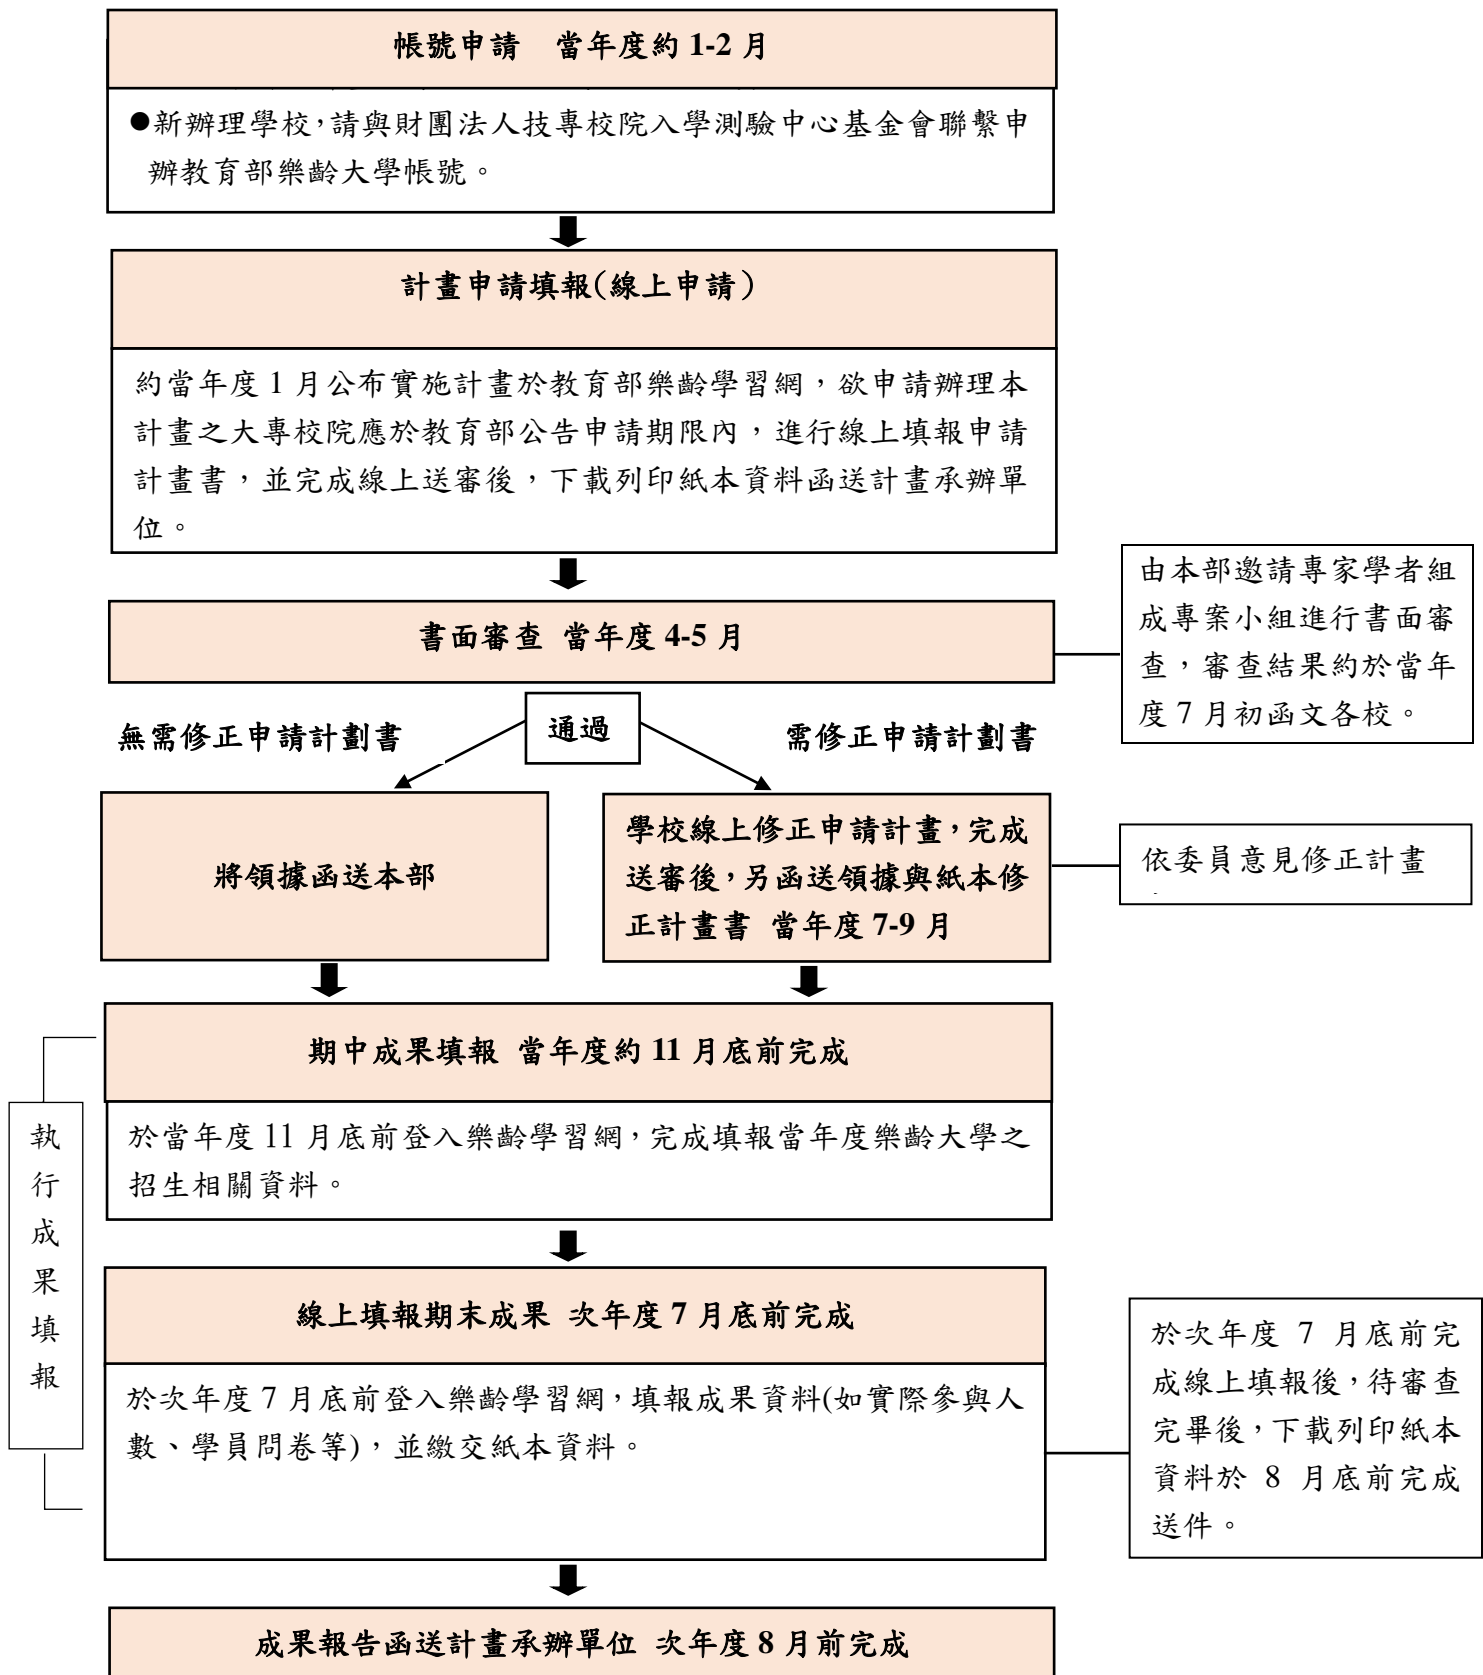 帳號申請　當年度約 1-2 月
●新辦理學校，請與財團法人技專校院入學測驗中心基金會聯繫申
辦教育部樂齡大學帳號。
計畫申請填報(線上申請)
約當年度 1 月公布實施計畫於教育部樂齡學習網，欲申請辦理本
計畫之大專校院應於教育部公告申請期限內，進行線上填報申請
計畫書，並完成線上送審後，下載列印紙本資料函送計畫承辦單
位。
書面審查 當年度 4-5 月
由本部邀請專家學者組
成專案小組進行書面審
查，審查結果約於當年
度 7 月初函文各校。
通過
無需修正申請計劃書
需修正申請計劃書
將領據函送本部
學校線上修正申請計畫，完成
送審後，另函送領據與紙本修
正計畫書 當年度 7-9 月
依委員意見修正計畫
期中成果填報 當年度約 11 月底前完成
於當年度 11 月底前登入樂齡學習網，完成填報當年度樂齡大學之
招生相關資料。
執
行
成
果
填
報
線上填報期末成果 次年度 7 月底前完成
於次年度 7 月底前登入樂齡學習網，填報成果資料(如實際參與人
數、學員問卷等)，並繳交紙本資料。
於次年度 7 月底前完
成線上填報後，待審查
完畢後，下載列印紙本
資料於 8 月底前完成
送件。
成果報告函送計畫承辦單位 次年度 8 月前完成